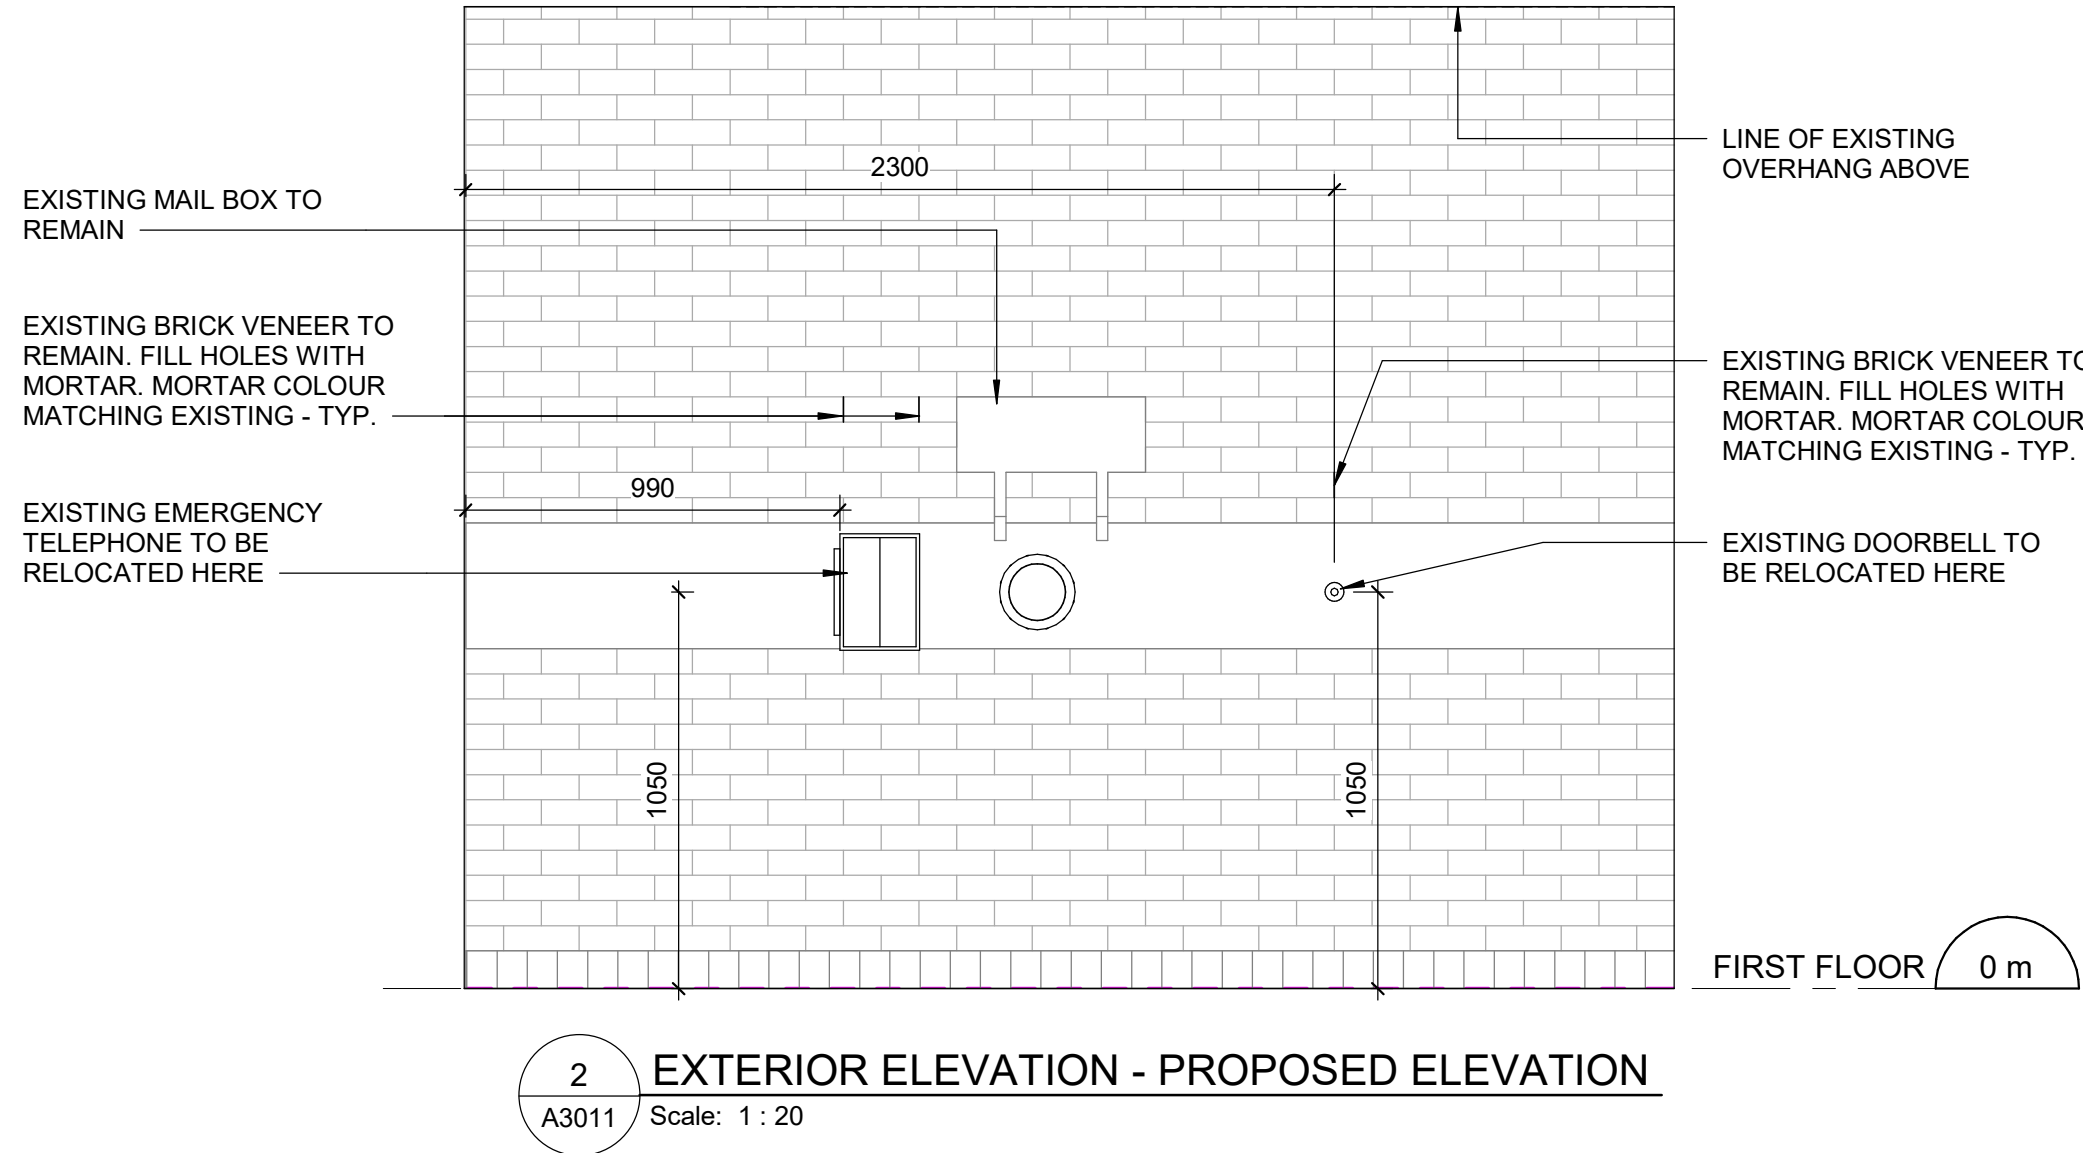 2300
LINE OF EXISTING
OVERHANG ABOVE
EXISTING MAIL BOX TO
REMAIN
EXISTING BRICK VENEER TO
REMAIN. FILL HOLES WITH
MORTAR. MORTAR COLOUR
MATCHING EXISTING - TYP.
EXISTING BRICK VENEER TO
REMAIN. FILL HOLES WITH
MORTAR. MORTAR COLOUR
MATCHING EXISTING - TYP.
990
EXISTING EMERGENCY
TELEPHONE TO BE
RELOCATED HERE
EXISTING DOORBELL TO
BE RELOCATED HERE
1050
1050
FIRST FLOOR
0 m
2
A3011
EXTERIOR ELEVATION - PROPOSED ELEVATION
Scale: 1 : 20